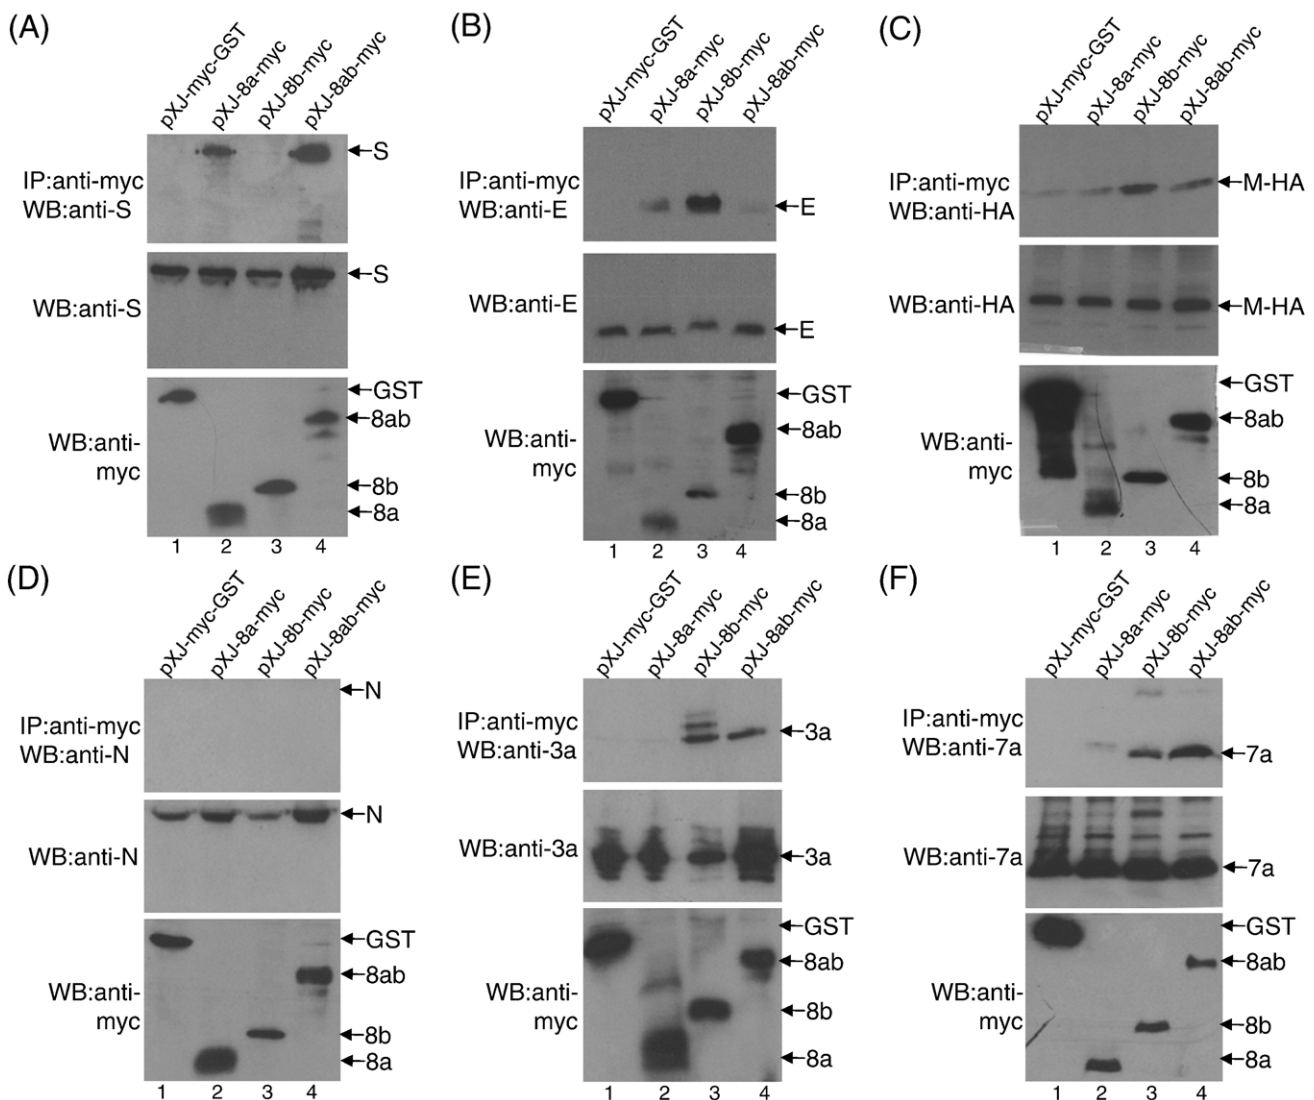 (A)
pXJ-myc-GST
pXJ-8a-myc
pXJ-8b-myc
pXJ-8ab-myc
IP:anti-myc
WB:anti-S
S
WB:anti-S
S
WB:anti-
myc
GST
8ab
8b
8a
1 2 3 4
(B)
pXJ-myc-GST
pXJ-8a-myc
pXJ-8b-myc
pXJ-8ab-myc
IP:anti-myc
WB:anti-E
E
WB:anti-E
E
WB:anti-
myc
GST
8ab
8b
8a
1 2 3 4
(C)
pXJ-myc-GST
pXJ-8a-myc
pXJ-8b-myc
pXJ-8ab-myc
IP:anti-myc
WB:anti-HA
M-HA
WB:anti-HA
M-HA
WB:anti-
myc
GST
8ab
8b
8a
1 2 3 4
(D)
pXJ-myc-GST
pXJ-8a-myc
pXJ-8b-myc
pXJ-8ab-myc
IP:anti-myc
WB:anti-N
N
WB:anti-N
N
WB:anti-
myc
GST
8ab
8b
8a
1 2 3 4
(E)
pXJ-myc-GST
pXJ-8a-myc
pXJ-8b-myc
pXJ-8ab-myc
IP:anti-myc
WB:anti-3a
3a
WB:anti-3a
3a
WB:anti-
myc
GST
8ab
8b
8a
1 2 3 4
(F)
pXJ-myc-GST
pXJ-8a-myc
pXJ-8b-myc
pXJ-8ab-myc
IP:anti-myc
WB:anti-7a
7a
WB:anti-7a
7a
WB:anti-
myc
GST
8ab
8b
8a
1 2 3 4